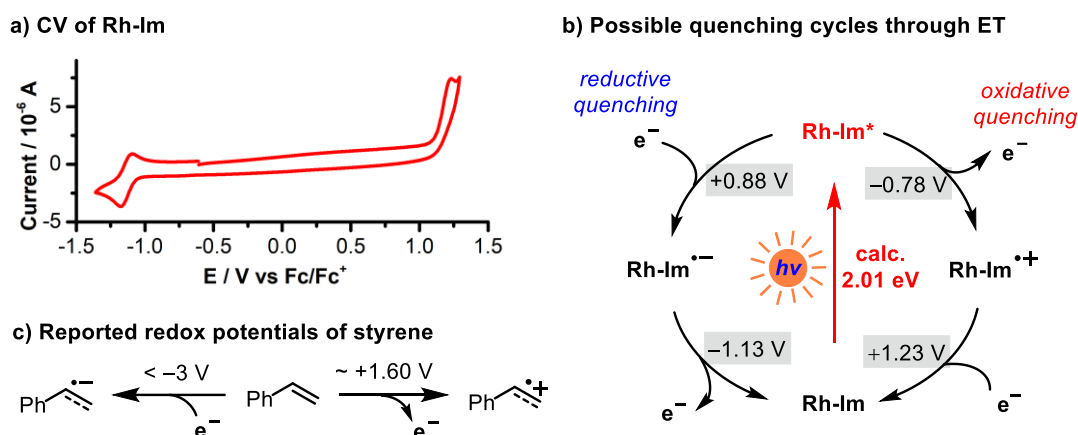 a) CV of Rh-Im
Current / 10⁻⁶ A
5
0
-5
-1.5 -1.0 -0.5 0.0 0.5 1.0 1.5
E / V vs Fc/Fc⁺
b) Possible quenching cycles through ET
reductive
quenching
oxidative
quenching
e⁻
Rh-Im*
e⁻
+0.88 V
−0.78 V
Rh-Im•−
hv
calc.
2.01 eV
Rh-Im•+
−1.13 V
+1.23 V
e⁻
Rh-Im
e⁻
c) Reported redox potentials of styrene
< −3 V
~ +1.60 V
Ph
•−
Ph
Ph
•+
e⁻
e⁻